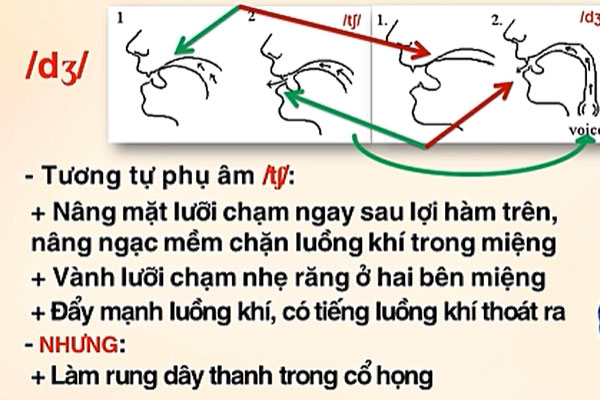 1
2
/tʃ/
1.
2.
/dʒ
/dʒ/
voice
- Tương tự phụ âm /tʃ/:
+ Nâng mặt lưỡi chạm ngay sau lợi hàm trên,
nâng ngạc mềm chặn luồng khí trong miệng
+ Vành lưỡi chạm nhẹ răng ở hai bên miệng
+ Đẩy mạnh luồng khí, có tiếng luồng khí thoát ra
- NHƯNG:
+ Làm rung dây thanh trong cổ họng